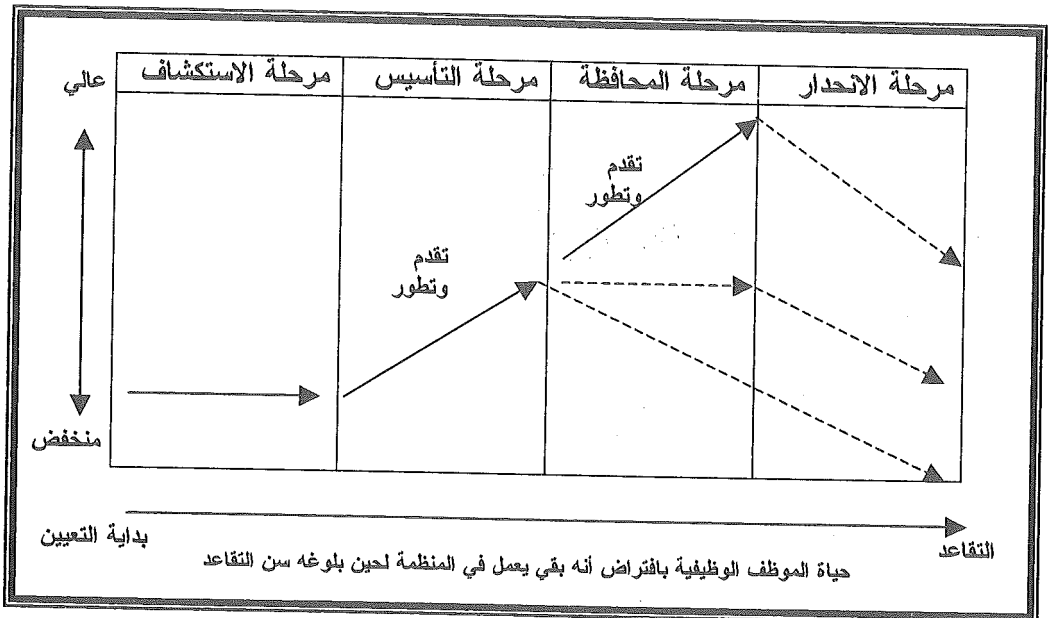 مرحلة الاستكشاف
مرحلة التأسيس
مرحلة المحافظة
مرحلة الانحدار
عالي
تقدم
وتطور
تقدم
وتطور
منخفض
بداية التعيين
التقاعد
حياة الموظف الوظيفية بافتراض أنه بقي يعمل في المنظمة لحين بلوغه سن التقاعد